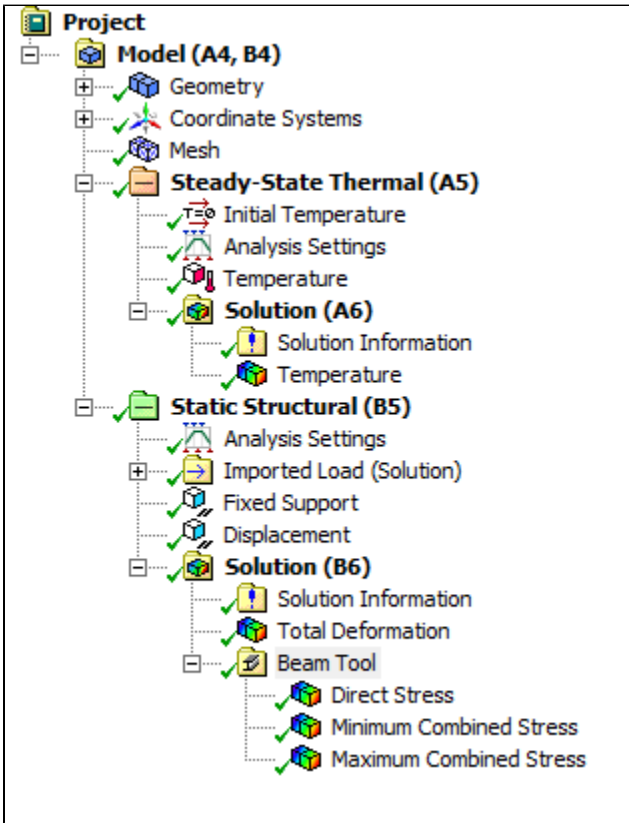 Project
Model (A4, B4)
Geometry
Coordinate Systems
Mesh
Steady-State Thermal (A5)
T=0 Initial Temperature
Analysis Settings
Temperature
Solution (A6)
Solution Information
Temperature
Static Structural (B5)
Analysis Settings
Imported Load (Solution)
Fixed Support
Displacement
Solution (B6)
Solution Information
Total Deformation
Beam Tool
Direct Stress
Minimum Combined Stress
Maximum Combined Stress